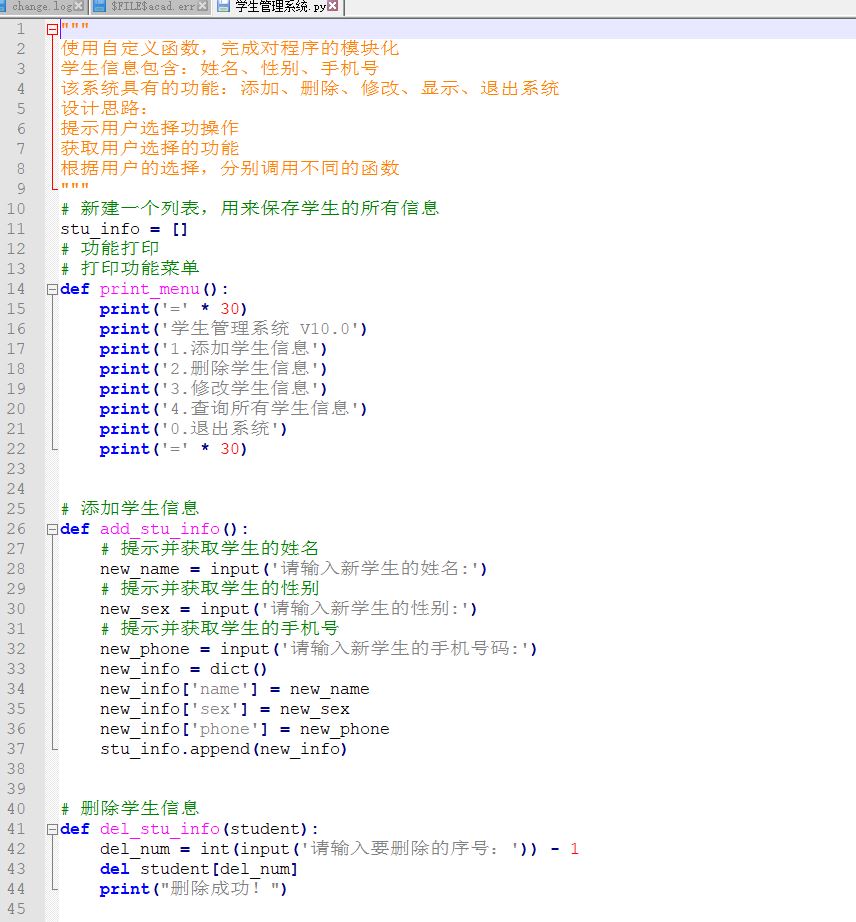 change.log $FILE$acad.err 学生管理系统.py
1 """
2 使用自定义函数，完成对程序的模块化
3 学生信息包含：姓名、性别、手机号
4 该系统具有的功能：添加、删除、修改、显示、退出系统
5 设计思路：
6 提示用户选择功操作
7 获取用户选择的功能
8 根据用户的选择，分别调用不同的函数
9 """
10 # 新建一个列表，用来保存学生的所有信息
11 stu_info = []
12 # 功能打印
13 # 打印功能菜单
14 def print_menu():
15     print('=' * 30)
16     print('学生管理系统 V10.0')
17     print('1.添加学生信息')
18     print('2.删除学生信息')
19     print('3.修改学生信息')
20     print('4.查询所有学生信息')
21     print('0.退出系统')
22     print('=' * 30)
23
24
25 # 添加学生信息
26 def add_stu_info():
27     # 提示并获取学生的姓名
28     new_name = input('请输入新学生的姓名:')
29     # 提示并获取学生的性别
30     new_sex = input('请输入新学生的性别:')
31     # 提示并获取学生的手机号
32     new_phone = input('请输入新学生的手机号码:')
33     new_info = dict()
34     new_info['name'] = new_name
35     new_info['sex'] = new_sex
36     new_info['phone'] = new_phone
37     stu_info.append(new_info)
38
39
40 # 删除学生信息
41 def del_stu_info(student):
42     del_num = int(input('请输入要删除的序号：')) - 1
43     del student[del_num]
44     print("删除成功！")
45